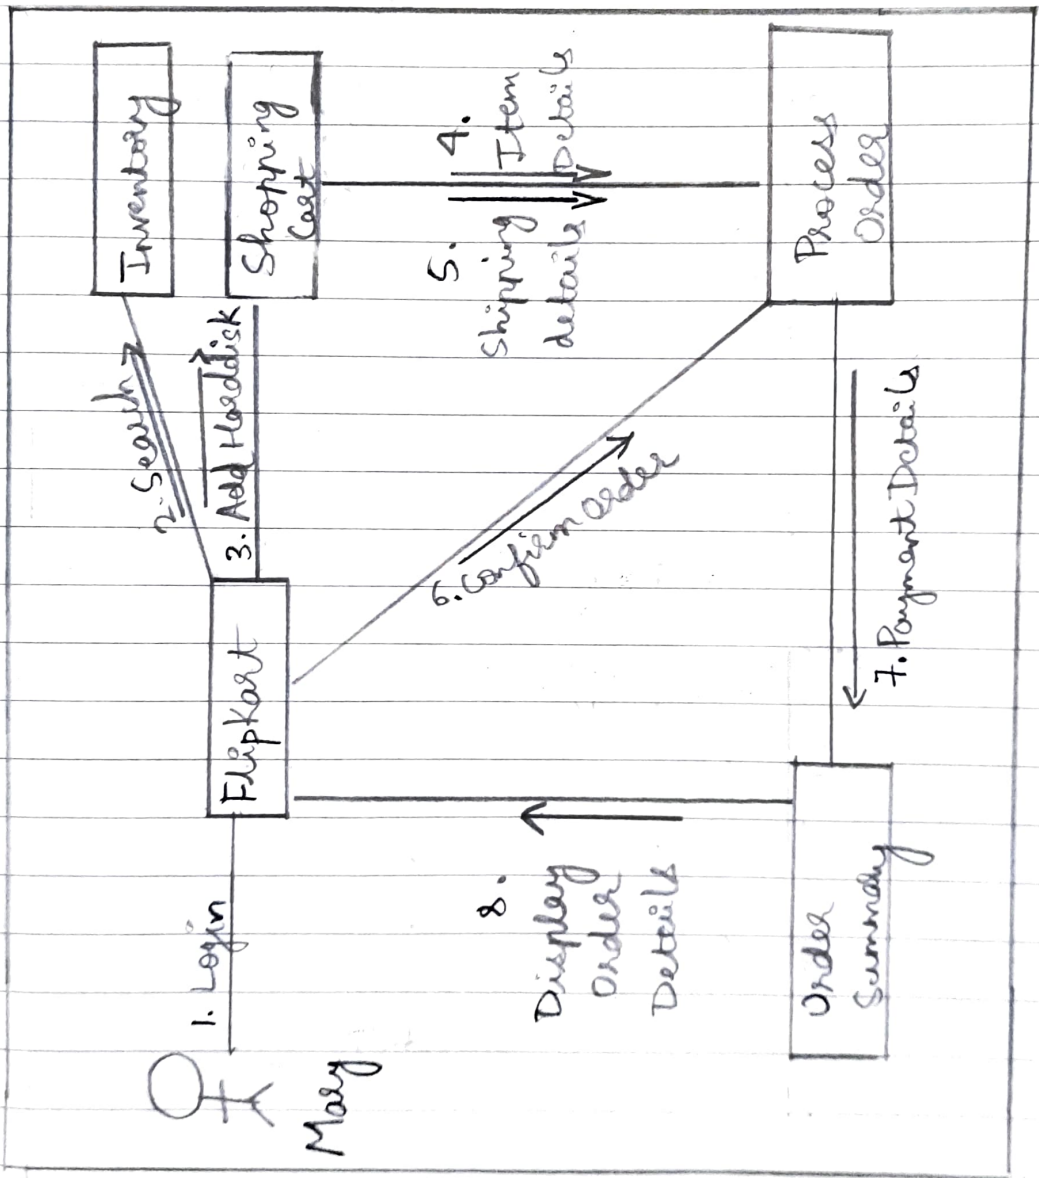 1. Login
Mary
Flipkart
2. Search
Inventory
3. Add Harddisk
Shopping
Cart
4.
Item
Details
5.
Shipping
details
6. Confirm Order
Process
Order
7. Payment Details
8.
Display
Order
Details
Order
Summary